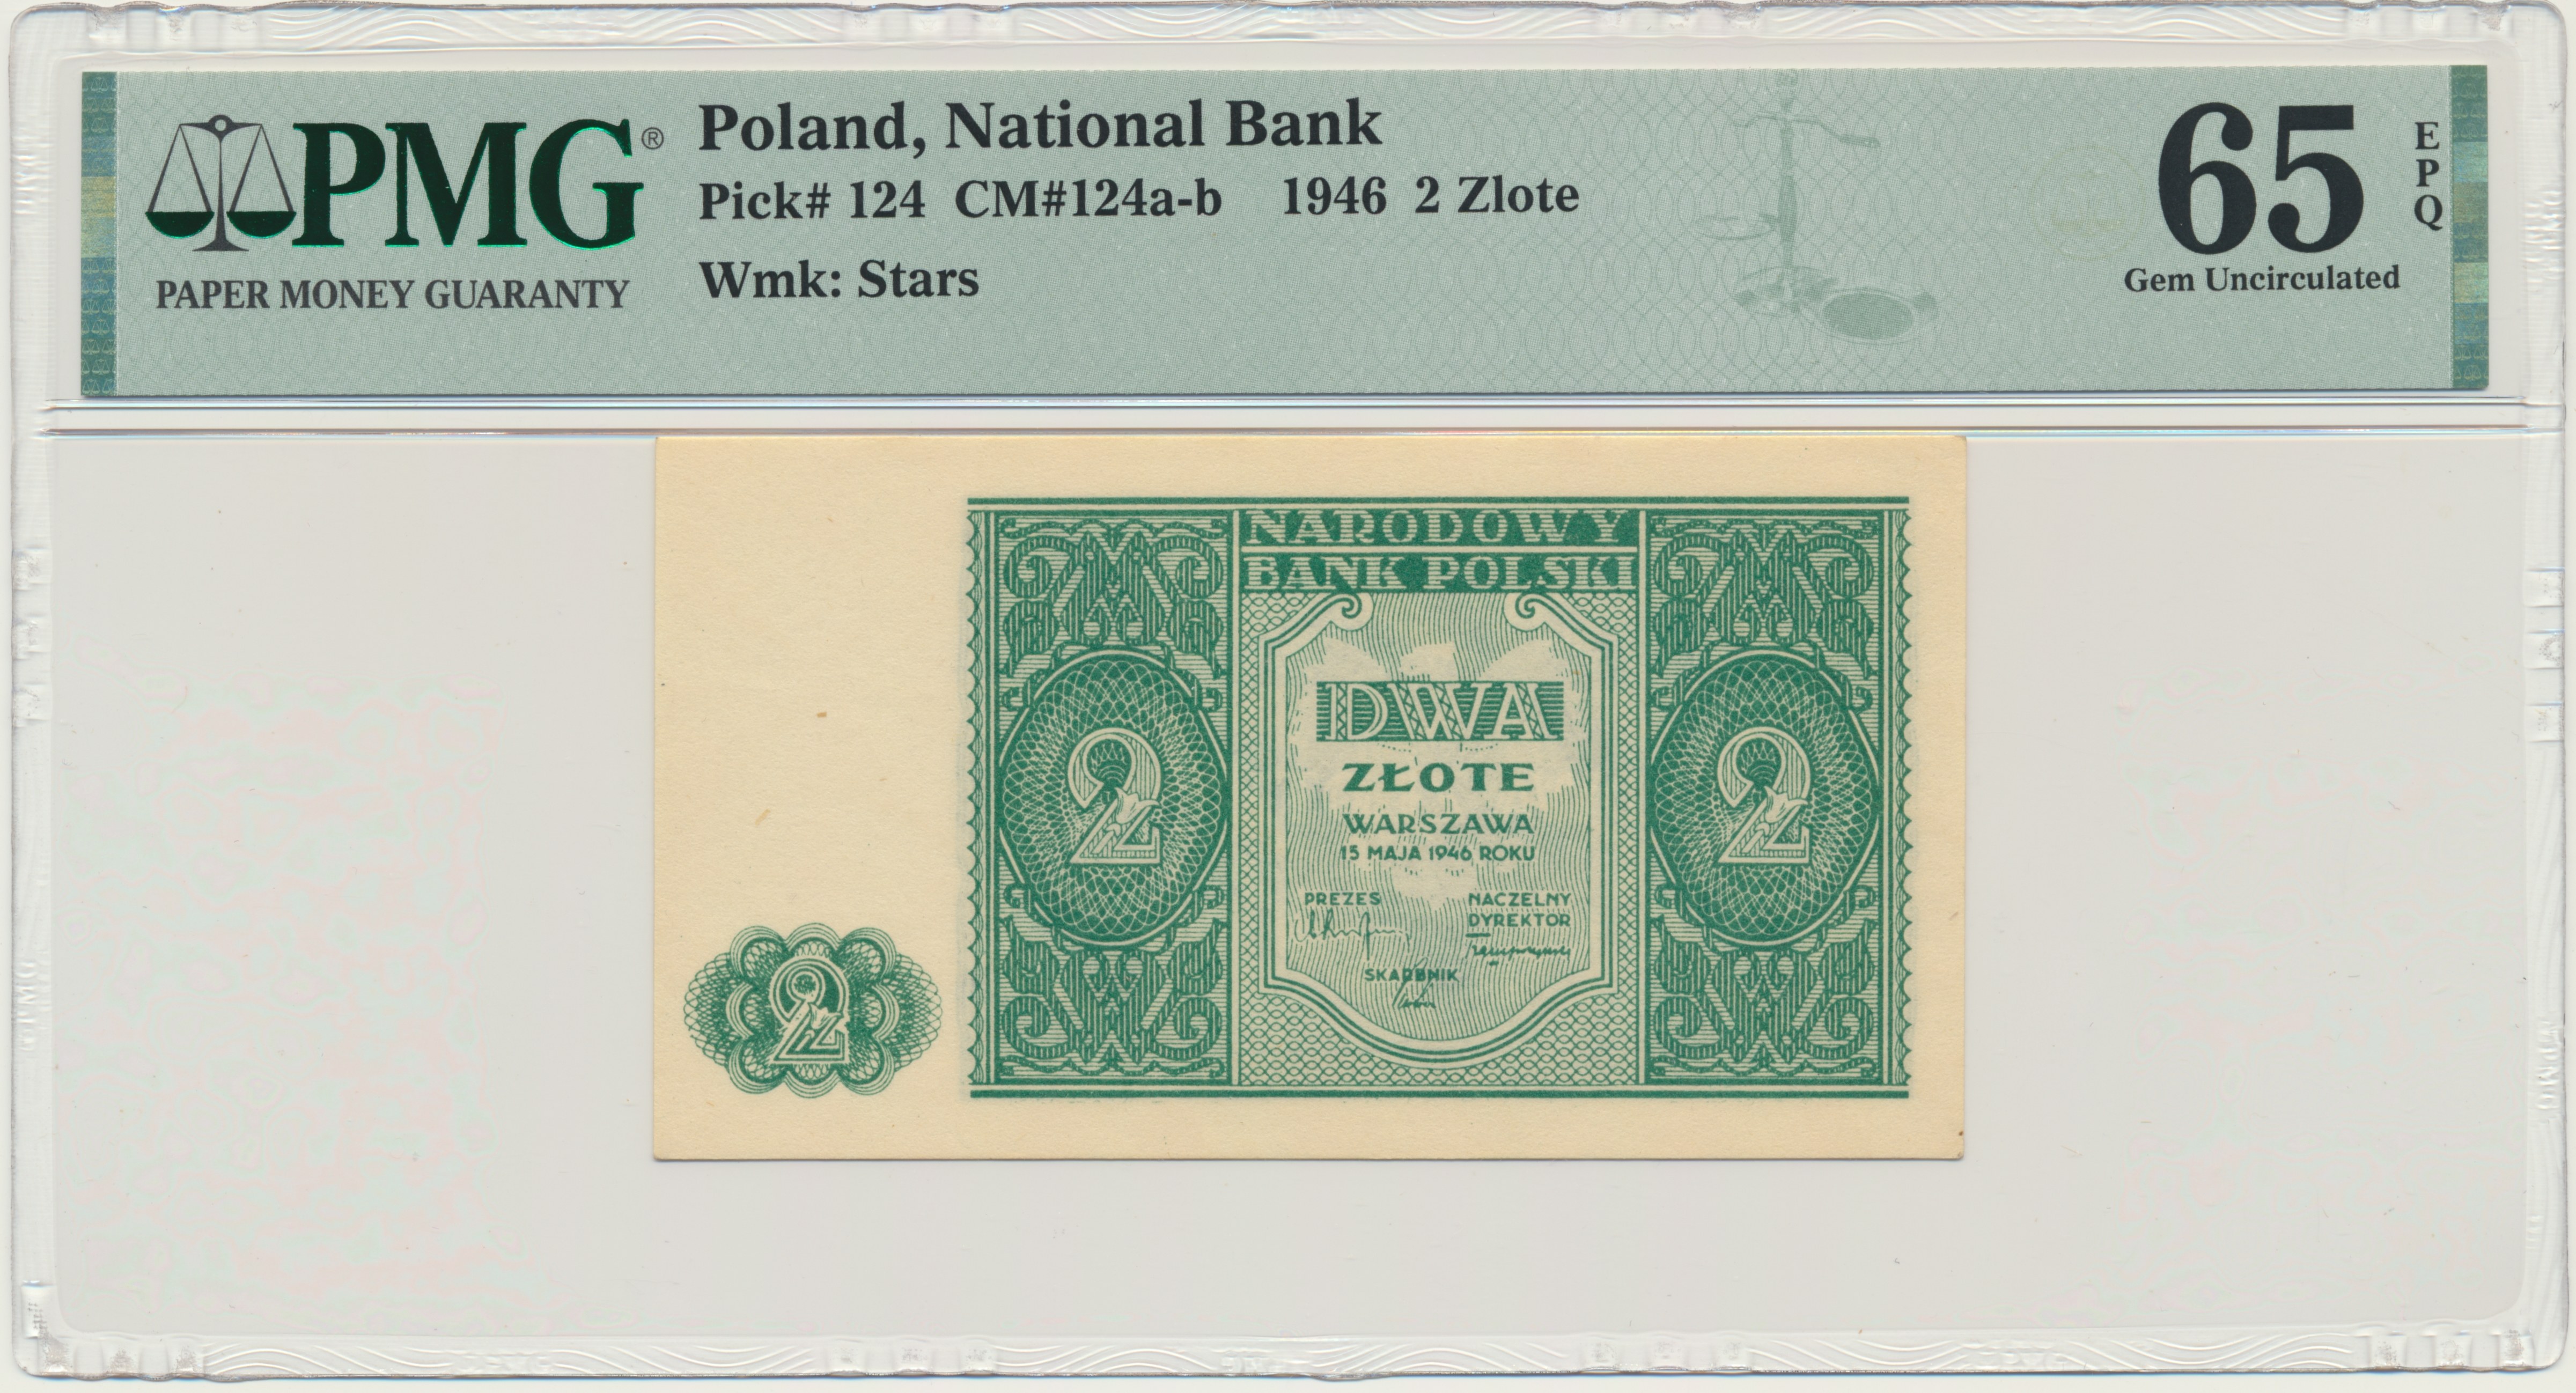 PMG®
PAPER MONEY GUARANTY
Poland, National Bank
Pick# 124 CM#124a-b 1946 2 Zlote
Wmk: Stars
65
EPQ
Gem Uncirculated
NARODOWY
BANK POLSKI
DWA
ZŁOTE
WARSZAWA
15 MAJA 1946 ROKU
PREZES
NACZELNY
DYREKTOR
SKARBNIK
2
2
2